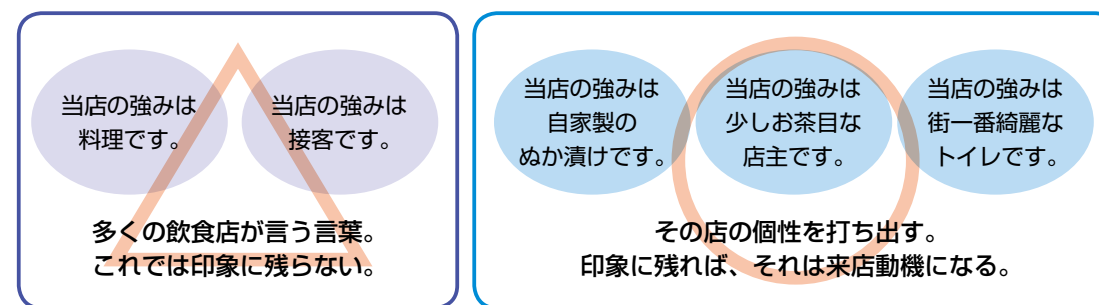 当店の強みは
料理です。
当店の強みは
接客です。
多くの飲食店が言う言葉。
これでは印象に残らない。
当店の強みは
自家製の
ぬか漬けです。
当店の強みは
少しお茶目な
店主です。
当店の強みは
街一番綺麗な
トイレです。
その店の個性を打ち出す。
印象に残れば、それは来店動機になる。